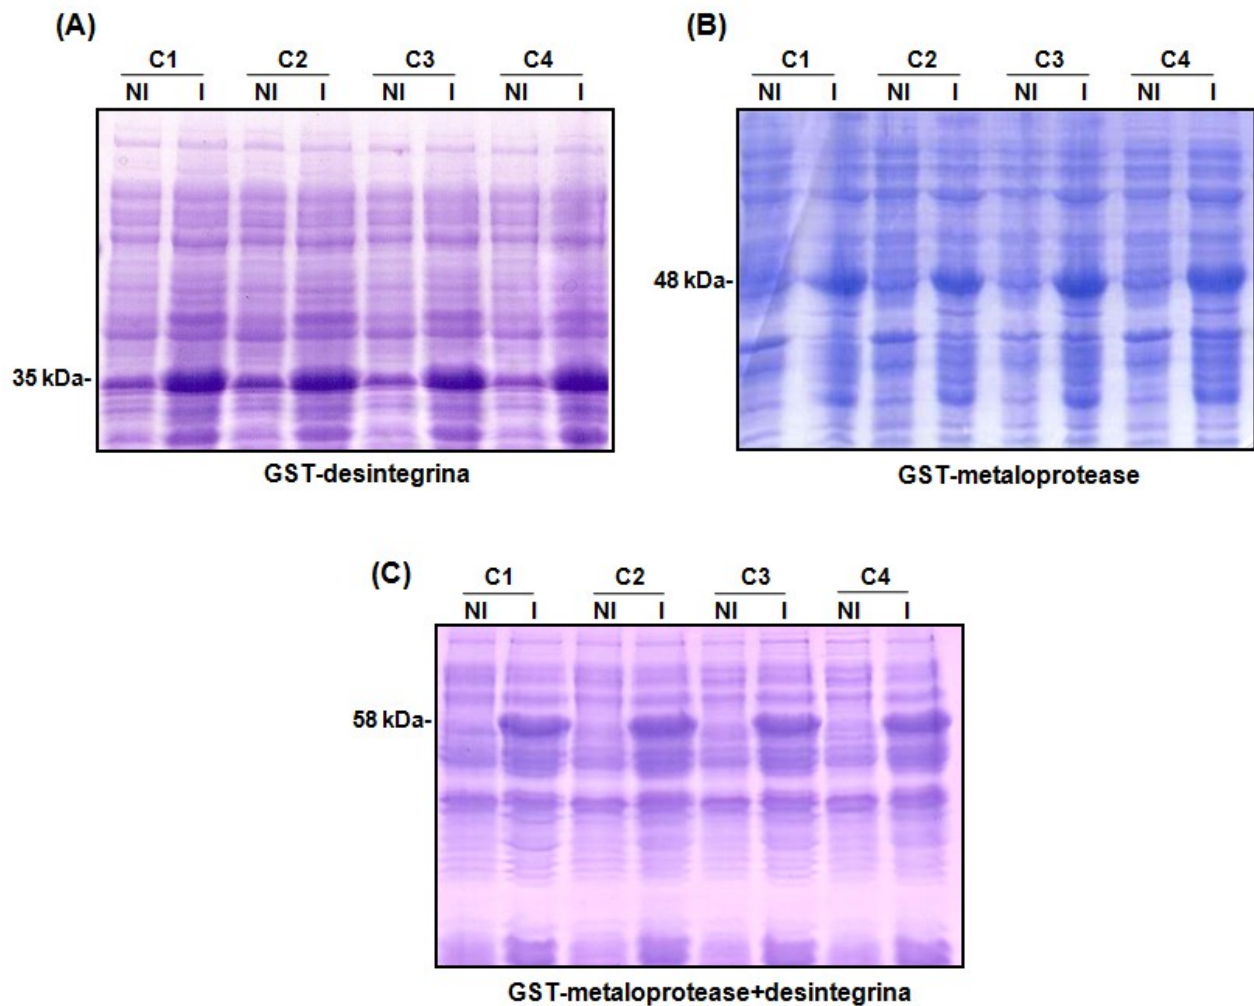 (A)
C1 C2 C3 C4
NI I NI I NI I NI I
35 kDa-
GST-desintegrina
(B)
C1 C2 C3 C4
NI I NI I NI I NI I
48 kDa-
GST-metaloprotease
(C)
C1 C2 C3 C4
NI I NI I NI I NI I
58 kDa-
GST-metaloprotease+desintegrina